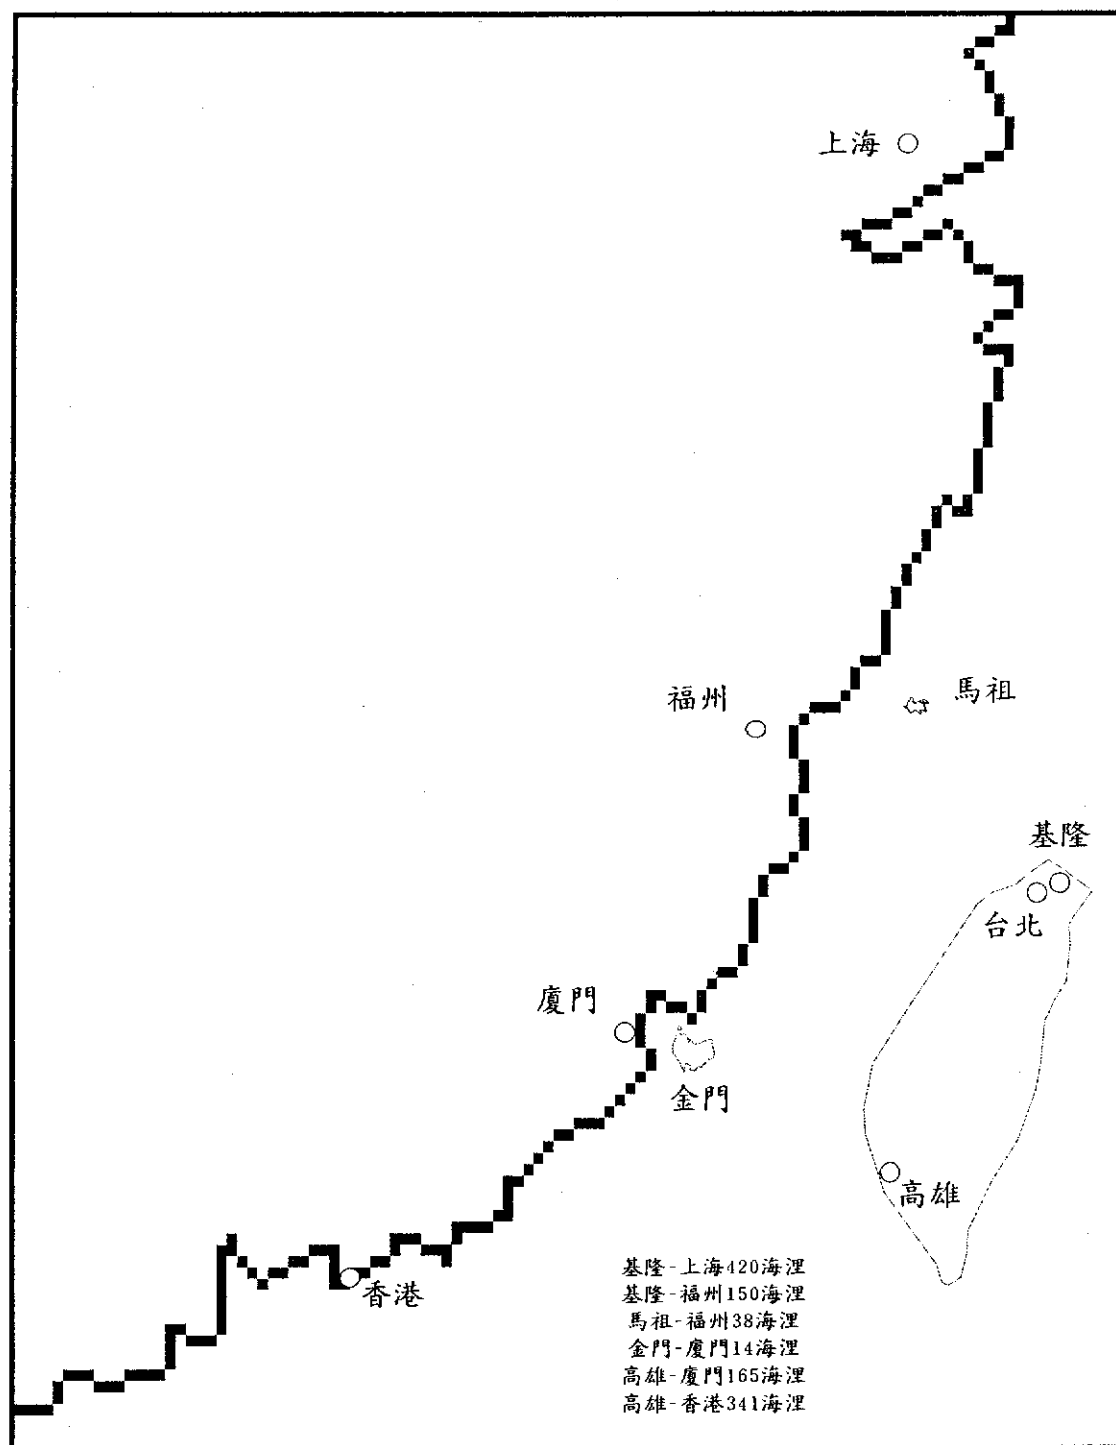 上海
福州
馬祖
基隆
台北
廈門
金門
高雄
香港
基隆-上海420海浬
基隆-福州150海浬
馬祖-福州38海浬
金門-廈門14海浬
高雄-廈門165海浬
高雄-香港341海浬